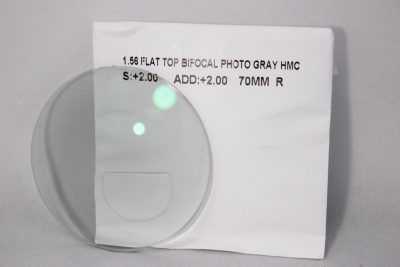 1.56 FLAT TOP BIFOCAL PHOTO GRAY HMC
S:+2.00 ADD:+2.00 70MM R